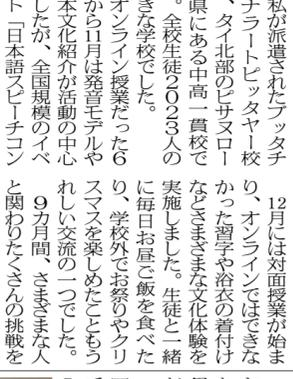 私が派遣されたブッタチ
ナラートピッタヤー校
、タイ北部のピサヌロー
県にある中高一貫校で
。全校生徒2023人の
きな学校でした。
オンライン授業だった6
から11月は発音モデルや
本文化紹介が活動の中心
したが、全国規模のイベ
ト「日本語スピーチコン
12月には対面授業が始ま
り、オンラインではできな
かった習字や浴衣の着付け
などさまざまな文化体験を
実施しました。生徒と一緒
に毎日お昼ご飯を食べた
り、学校外でお祭りやクリ
スマスを楽しめたこともう
れしい交流の一つでした。
9カ月間、さまざまな人
と関わりたくさんの挑戦を